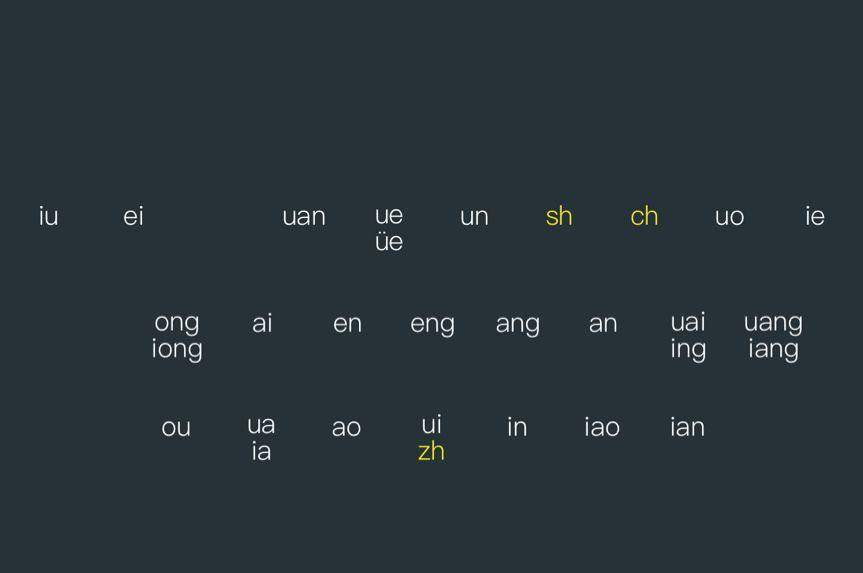 iu ei uan ue un sh ch uo ie
üe
ong ai en eng ang an uai uang
iong ing iang
ou ua ao ui in iao ian
ia zh